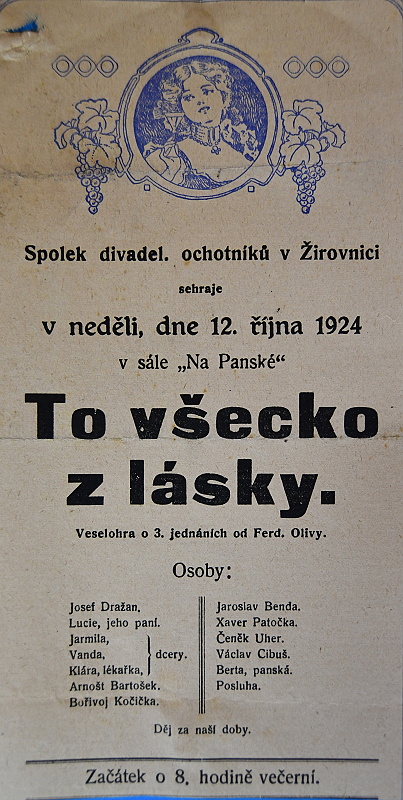 Spolek divadel. ochotníků v Žirovnici
sehraje
v neděli, dne 12. října 1924
v sále „Na Panské“
To všecko
z lásky.
Veselohra o 3. jednáních od Ferd. Olivy.
Osoby:
Josef Dražan.
Lucie, jeho paní.
Jarmila,
Vanda,
Klára, lékařka,
dcery.
Arnošt Bartošek.
Bořivoj Kočička.
Jaroslav Benda.
Xaver Patočka.
Čeněk Uher.
Václav Cibuš.
Berta, panská.
Posluha.
Děj za naší doby.
Začátek o 8. hodině večerní.